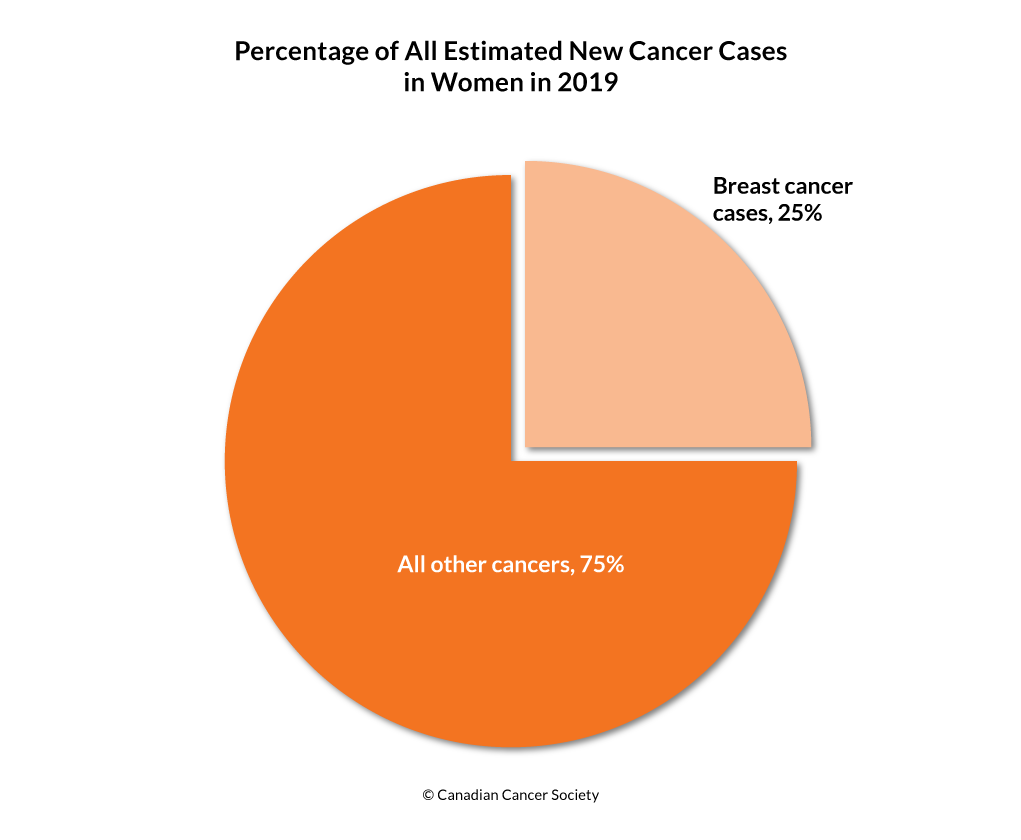 Percentage of All Estimated New Cancer Cases
in Women in 2019
Breast cancer
cases, 25%
All other cancers, 75%
© Canadian Cancer Society